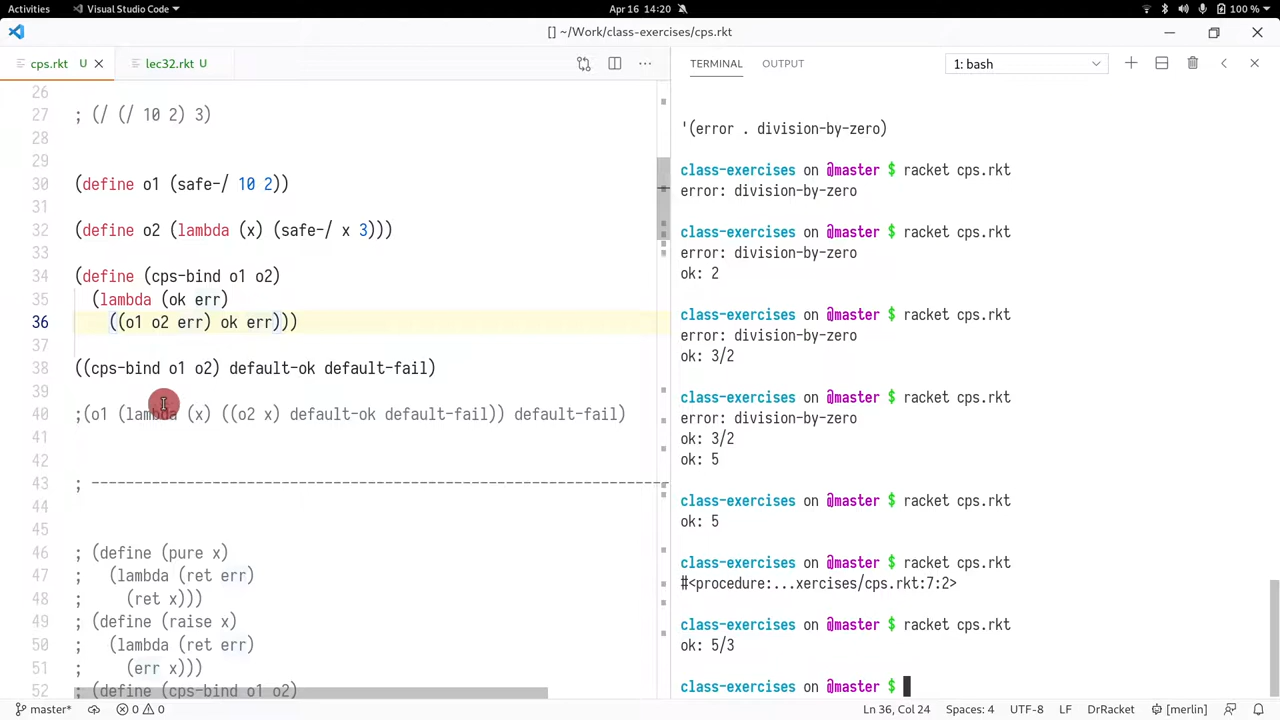 Activities
Visual Studio Code
Apr 16 14:20
100 %
[] ~/Work/class-exercises/cps.rkt
cps.rkt U
lec32.rkt U
TERMINAL
OUTPUT
1: bash
26
27 ; (/ (/ 10 2) 3)
28
29
30 (define o1 (safe-/ 10 2))
31
32 (define o2 (lambda (x) (safe-/ x 3)))
33
34 (define (cps-bind o1 o2)
35 (lambda (ok err)
36 ((o1 o2 err) ok err)))
37
38 ((cps-bind o1 o2) default-ok default-fail)
39
40 ;(o1 (lambda (x) ((o2 x) default-ok default-fail)) default-fail)
41
42
43 ; -------------------------------------------------------------------
44
45
46 ; (define (pure x)
47 ; (lambda (ret err)
48 ; (ret x)))
49 ; (define (raise x)
50 ; (lambda (ret err)
51 ; (err x)))
52 ; (define (cps-bind o1 o2)
'(error . division-by-zero)
class-exercises on @master $ racket cps.rkt
error: division-by-zero
class-exercises on @master $ racket cps.rkt
error: division-by-zero
ok: 2
class-exercises on @master $ racket cps.rkt
error: division-by-zero
ok: 3/2
class-exercises on @master $ racket cps.rkt
error: division-by-zero
ok: 3/2
ok: 5
class-exercises on @master $ racket cps.rkt
ok: 5
class-exercises on @master $ racket cps.rkt
#<procedure:...xercises/cps.rkt:7:2>
class-exercises on @master $ racket cps.rkt
ok: 5/3
class-exercises on @master $
master*
0
0
Ln 36, Col 24
Spaces: 4
UTF-8
LF
DrRacket
[merlin]